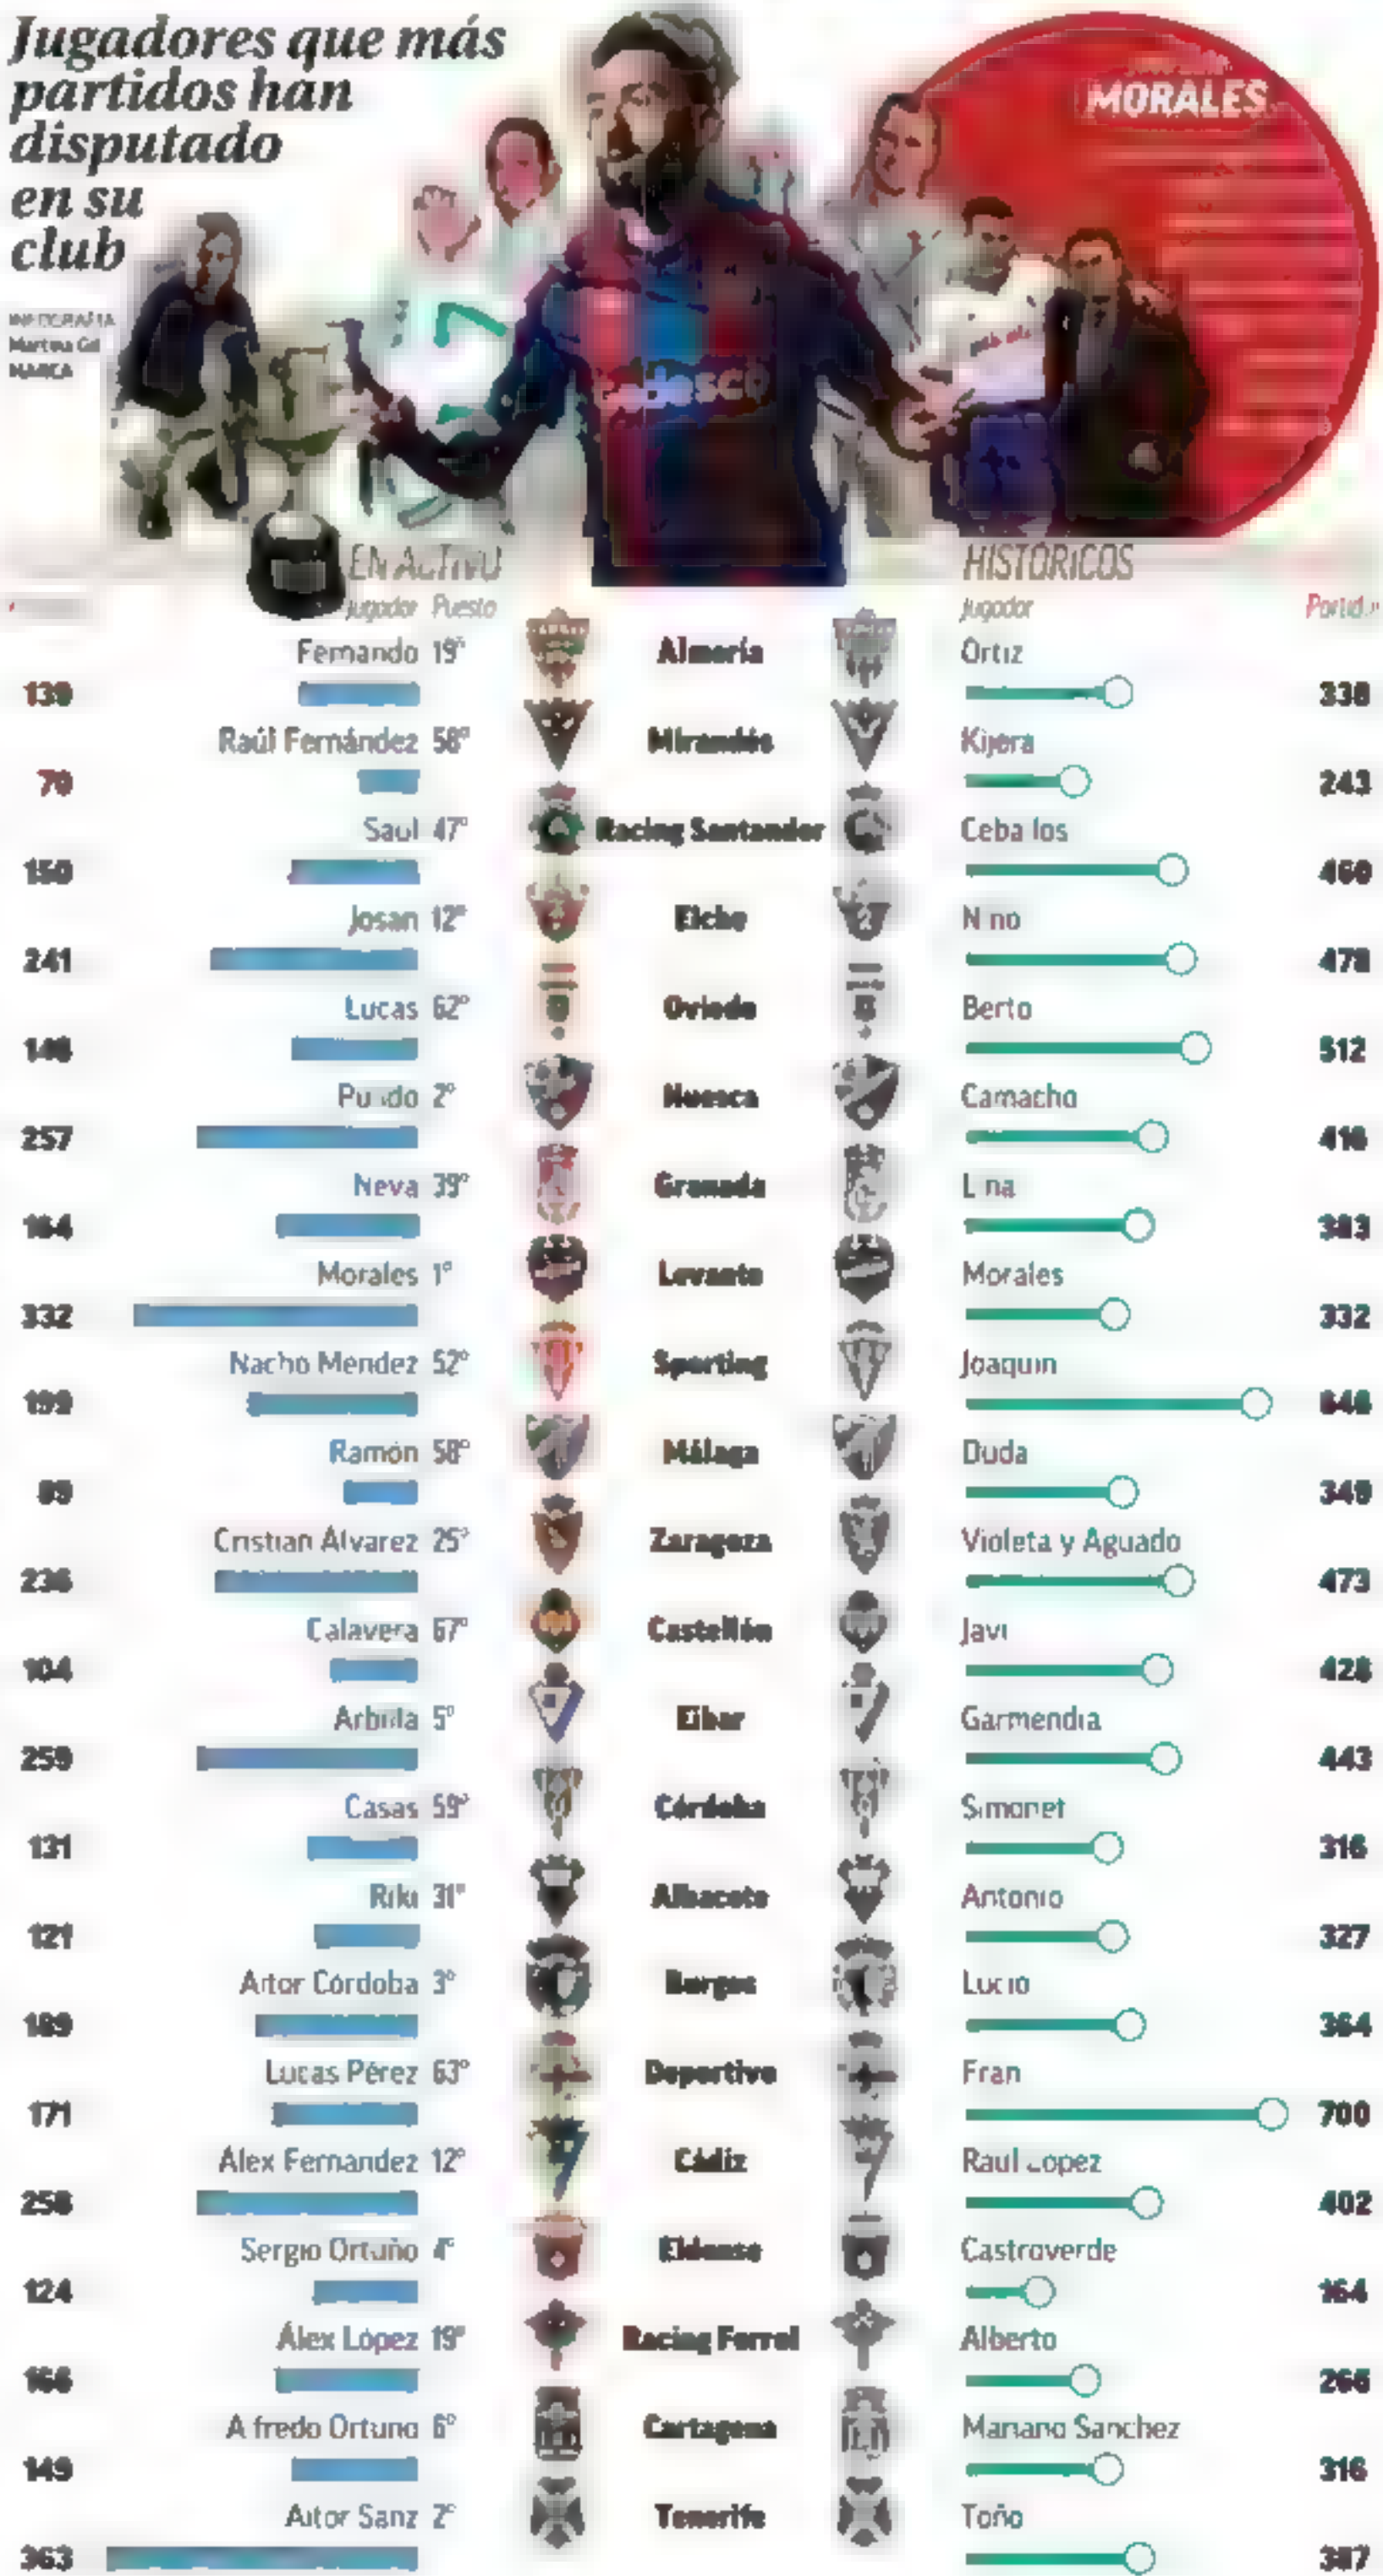 Jugadores que más
partidos han
disputado
en su
club
MORALES
INFOGRAFÍA
Martina Gil
MARCA
EN ACTIVO
HISTÓRICOS
Jugador Puesto
Jugador
Fernando 19º
Almería
Ortiz
139
338
Raúl Fernández 58º
Mirandés
Kijera
70
243
Saúl 47º
Racing Santander
Ceballos
150
460
Josan 12º
Elche
Nino
241
478
Lucas 62º
Oviedo
Berto
512
Pulido 2º
Huesca
Camacho
257
416
Neva 39º
Granada
Lina
164
383
Morales 1º
Levante
Morales
332
332
Nacho Méndez 52º
Sporting
Joaquín
199
Ramón 58º
Málaga
Duda
89
349
Cristian Álvarez 25º
Zaragoza
Violeta y Aguado
236
473
Calavera 67º
Castellón
Javi
104
428
Arbilla 5º
Eibar
Garmendia
259
443
Casas 59º
Córdoba
Simonet
131
316
Riki 31º
Albacete
Antonio
121
327
Aitor Córdoba 3º
Burgos
Lucio
189
364
Lucas Pérez 63º
Deportivo
Fran
171
700
Álex Fernández 12º
Cádiz
Raúl López
258
402
Sergio Ortuño 4º
Eldense
Castroverde
124
164
Álex López 19º
Racing Ferrol
Alberto
166
266
Alfredo Ortuño 6º
Cartagena
Mariano Sánchez
149
316
Aitor Sanz 2º
Tenerife
Toño
363
387